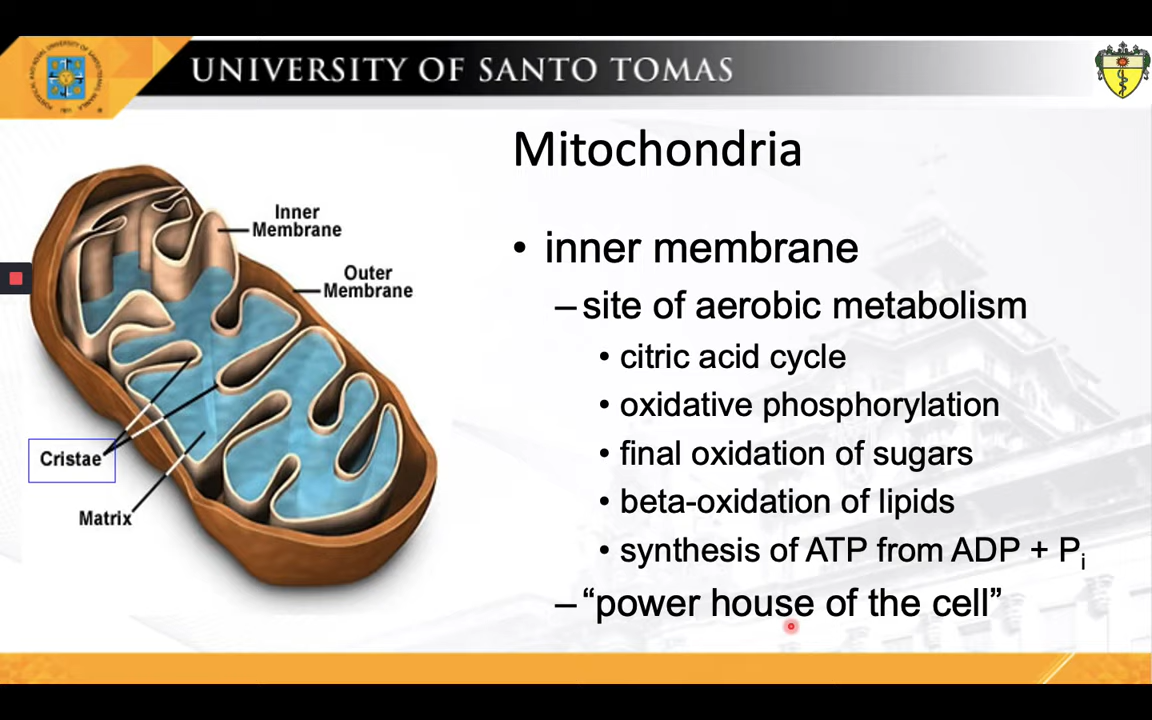 UNIVERSITY OF SANTO TOMAS
Mitochondria
Inner
Membrane
Outer
Membrane
Cristae
Matrix
• inner membrane
– site of aerobic metabolism
• citric acid cycle
• oxidative phosphorylation
• final oxidation of sugars
• beta-oxidation of lipids
• synthesis of ATP from ADP + Pi
– “power house of the cell”